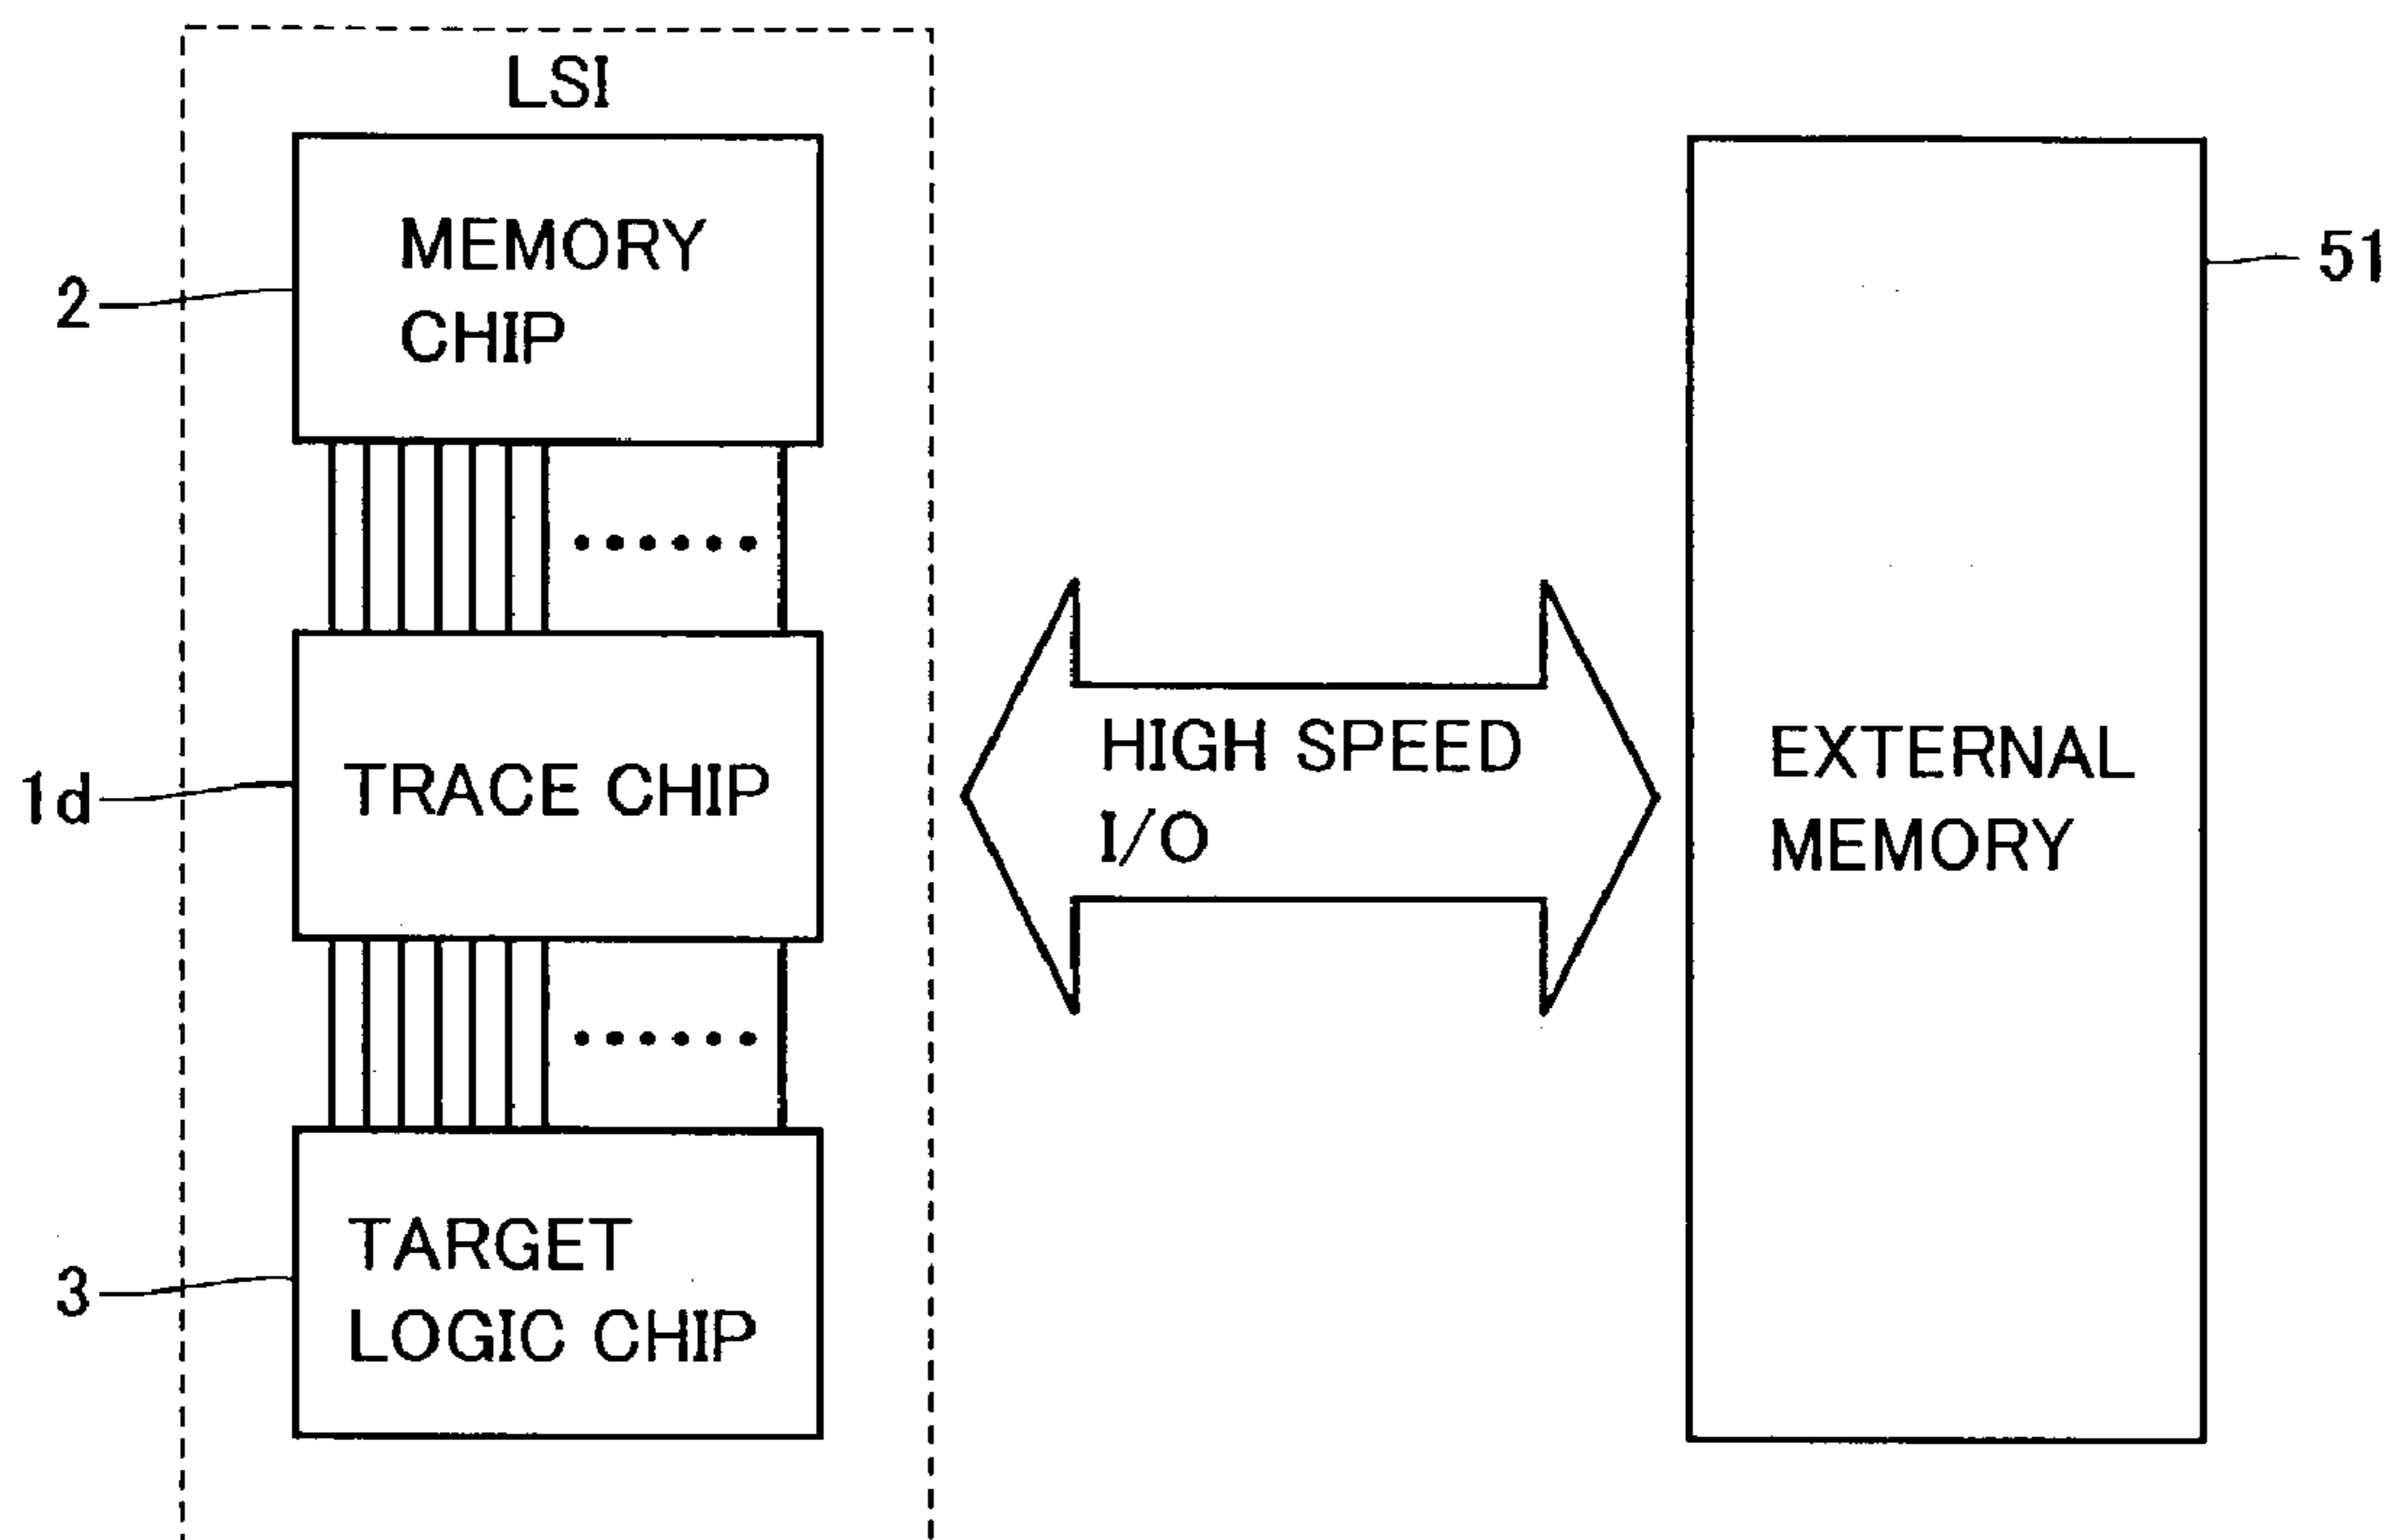 LSI
MEMORY
CHIP
2
51
TRACE CHIP
1d
HIGH SPEED
I/O
EXTERNAL
MEMORY
TARGET
LOGIC CHIP
3